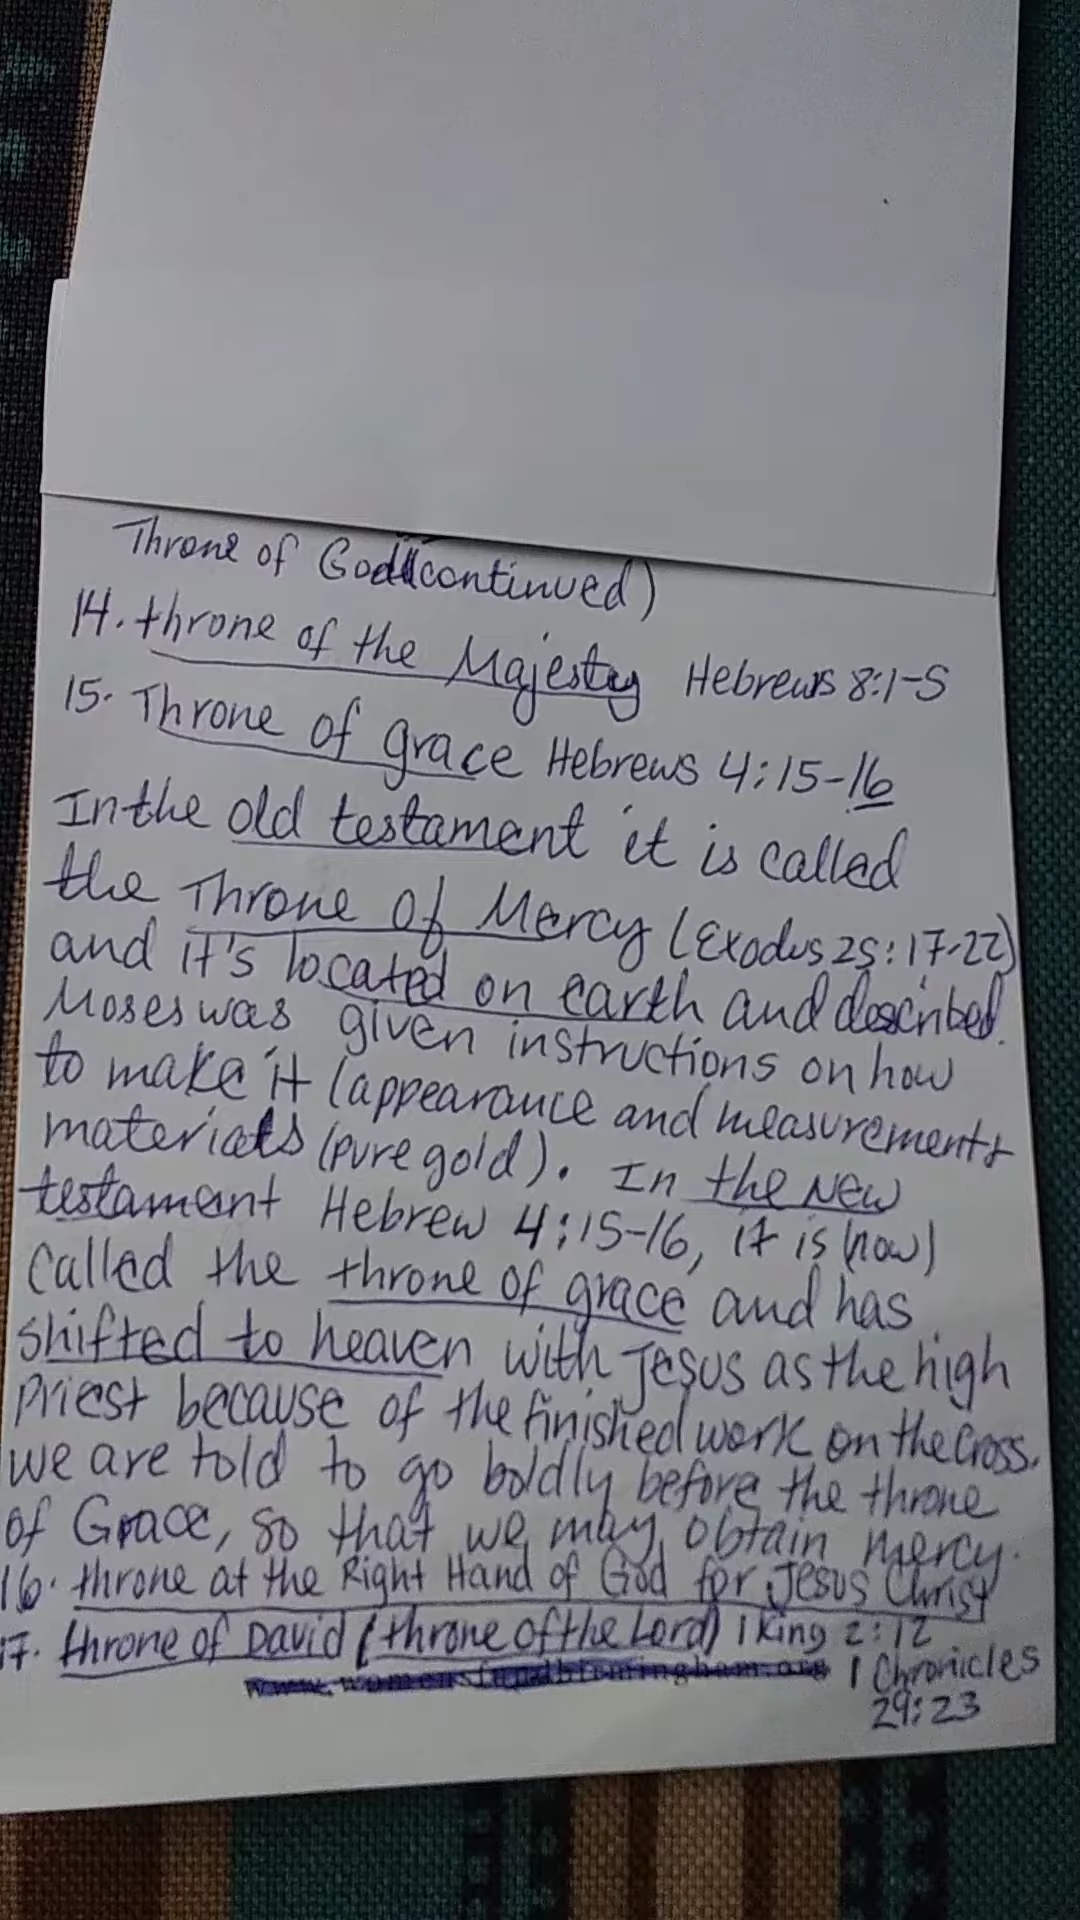 Throne of God (continued)
14. throne of the Majesty Hebrews 8:1-5
15. Throne of grace Hebrews 4:15-16
In the old testament it is called
the Throne of Mercy (Exodus 25:17-22)
and it's located on earth and described.
Moses was given instructions on how
to make it (appearance and measurements
materials (pure gold). In the New
testament Hebrew 4:15-16, it is (now)
called the throne of grace and has
shifted to heaven with Jesus as the high
Priest because of the finished work on the Cross.
we are told to go boldly before the throne
of Grace, so that we may obtain mercy.
16. throne at the Right Hand of God for Jesus Christ
17. throne of David (throne of the Lord) 1 King 2:12
www.womensfundbirmingham.org 1 Chronicles
29:23